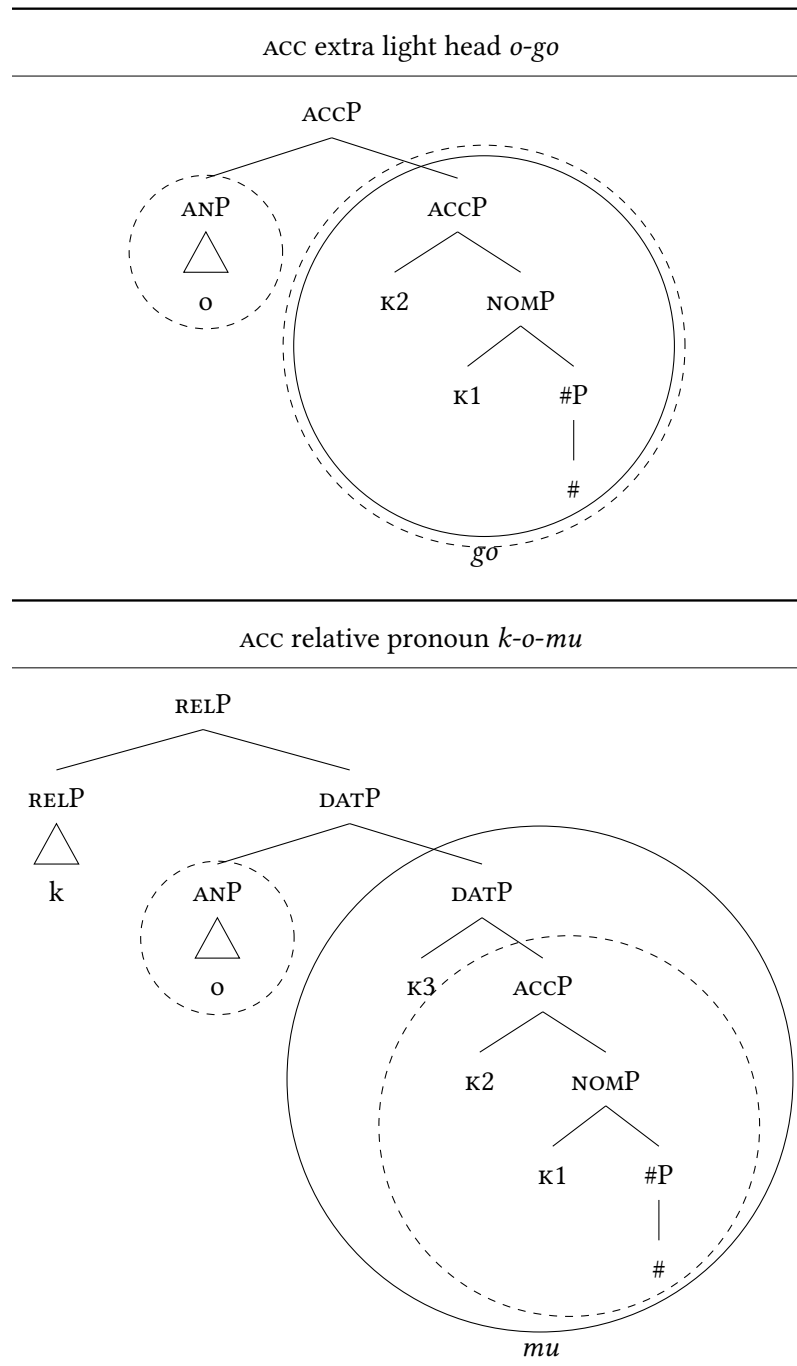 ACC extra light head o-go
ACCP
ANP ACCP
o K2 NOMP
K1 #P
#
go
ACC relative pronoun k-o-mu
RELP
RELP DATP
k ANP DATP
o K3 ACCP
K2 NOMP
K1 #P
#
mu